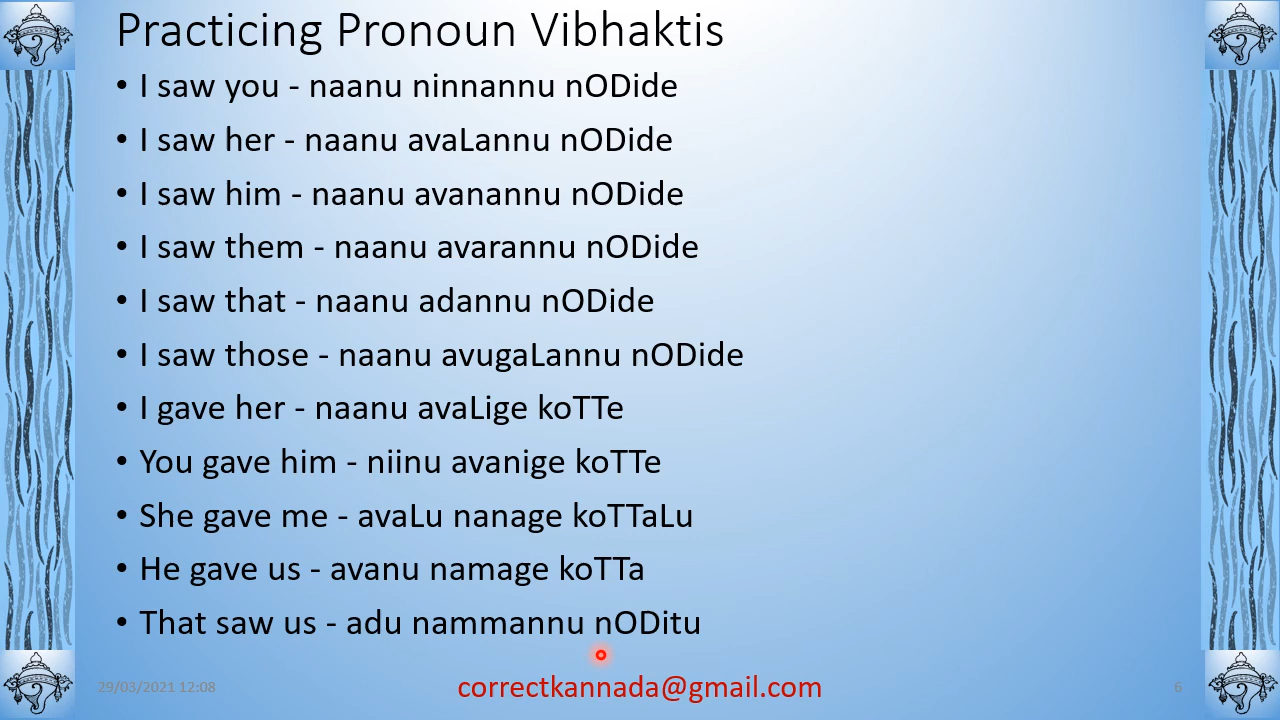 Practicing Pronoun Vibhaktis
• I saw you - naanu ninnannu nODide
• I saw her - naanu avaLannu nODide
• I saw him - naanu avanannu nODide
• I saw them - naanu avarannu nODide
• I saw that - naanu adannu nODide
• I saw those - naanu avugaLannu nODide
• I gave her - naanu avaLige koTTe
• You gave him - niinu avanige koTTe
• She gave me - avaLu nanage koTTaLu
• He gave us - avanu namage koTTa
• That saw us - adu nammannu nODitu
29/03/2021 12:08
correctkannada@gmail.com
6